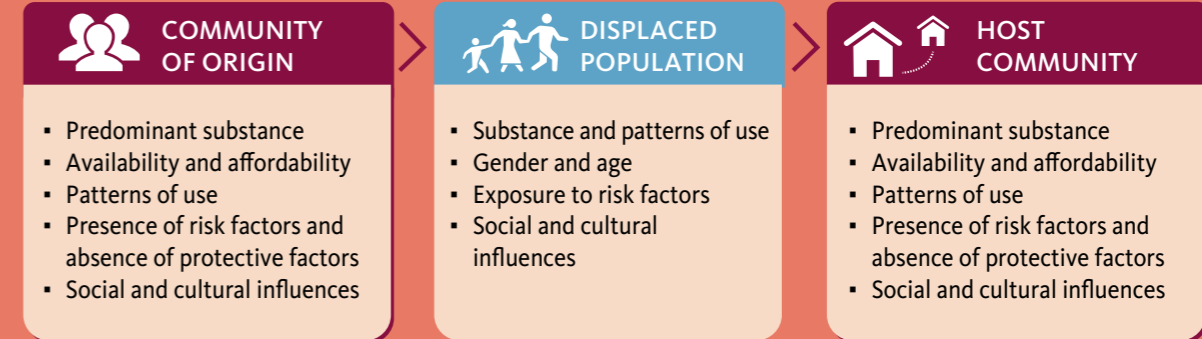 COMMUNITY
OF ORIGIN
▪ Predominant substance
▪ Availability and affordability
▪ Patterns of use
▪ Presence of risk factors and
absence of protective factors
▪ Social and cultural influences
DISPLACED
POPULATION
▪ Substance and patterns of use
▪ Gender and age
▪ Exposure to risk factors
▪ Social and cultural
influences
HOST
COMMUNITY
▪ Predominant substance
▪ Availability and affordability
▪ Patterns of use
▪ Presence of risk factors and
absence of protective factors
▪ Social and cultural influences